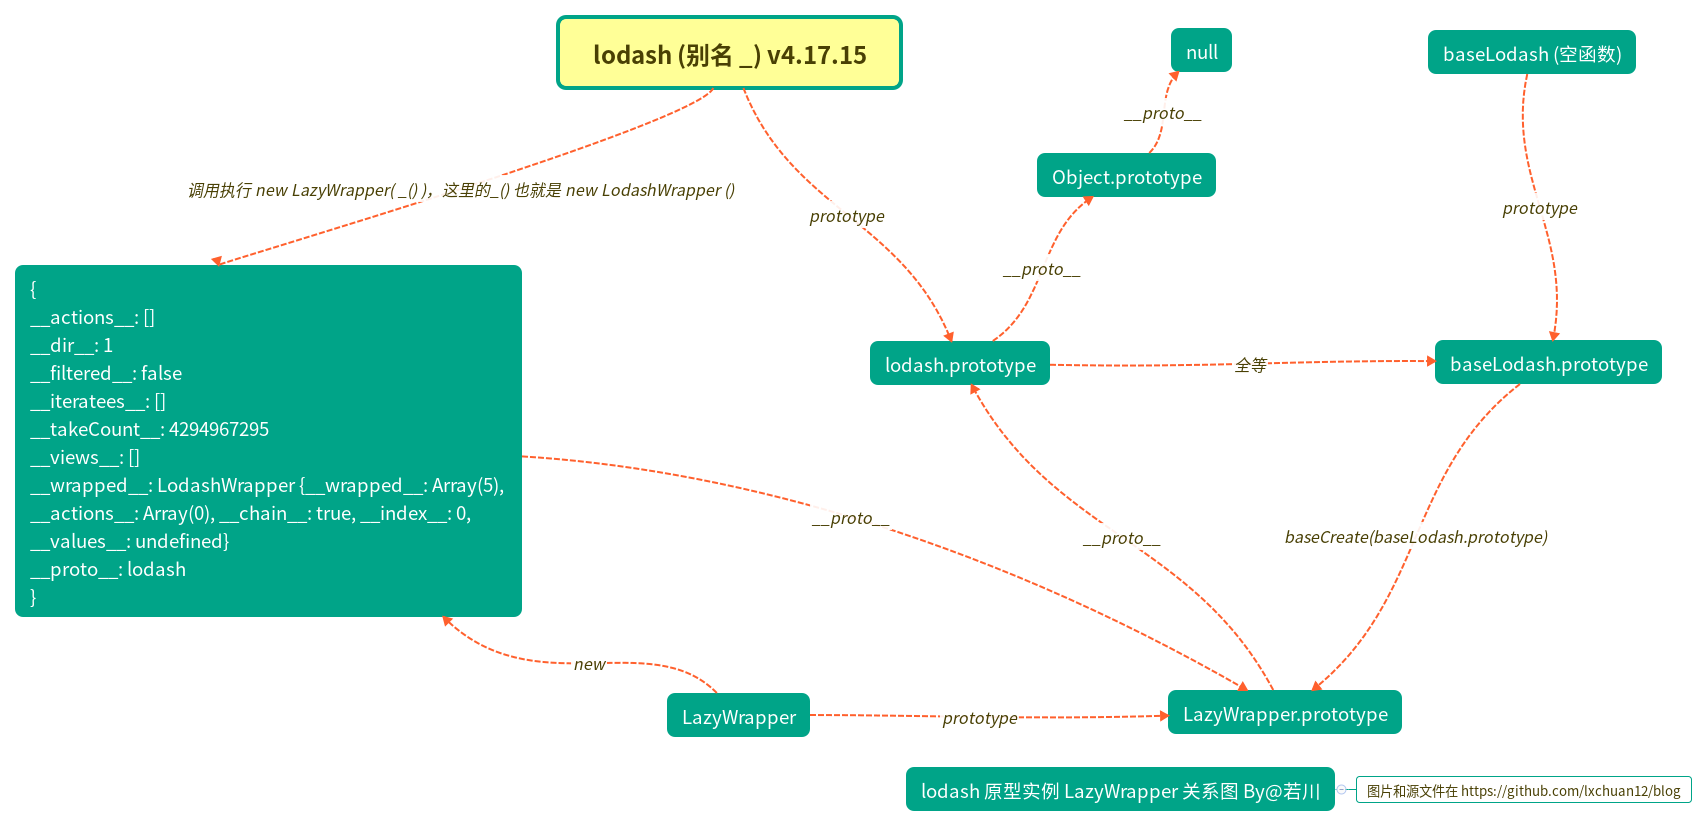 lodash (别名 _) v4.17.15
null
baseLodash (空函数)
__proto__
Object.prototype
调用执行 new LazyWrapper( _() )，这里的_() 也就是 new LodashWrapper ()
prototype
prototype
__proto__
{
__actions__: []
__dir__: 1
__filtered__: false
__iteratees__: []
__takeCount__: 4294967295
__views__: []
__wrapped__: LodashWrapper {__wrapped__: Array(5),
__actions__: Array(0), __chain__: true, __index__: 0,
__values__: undefined}
__proto__: lodash
}
lodash.prototype
全等
baseLodash.prototype
__proto__
__proto__
baseCreate(baseLodash.prototype)
new
LazyWrapper
prototype
LazyWrapper.prototype
lodash 原型实例 LazyWrapper 关系图 By@若川
图片和源文件在 https://github.com/lxchuan12/blog